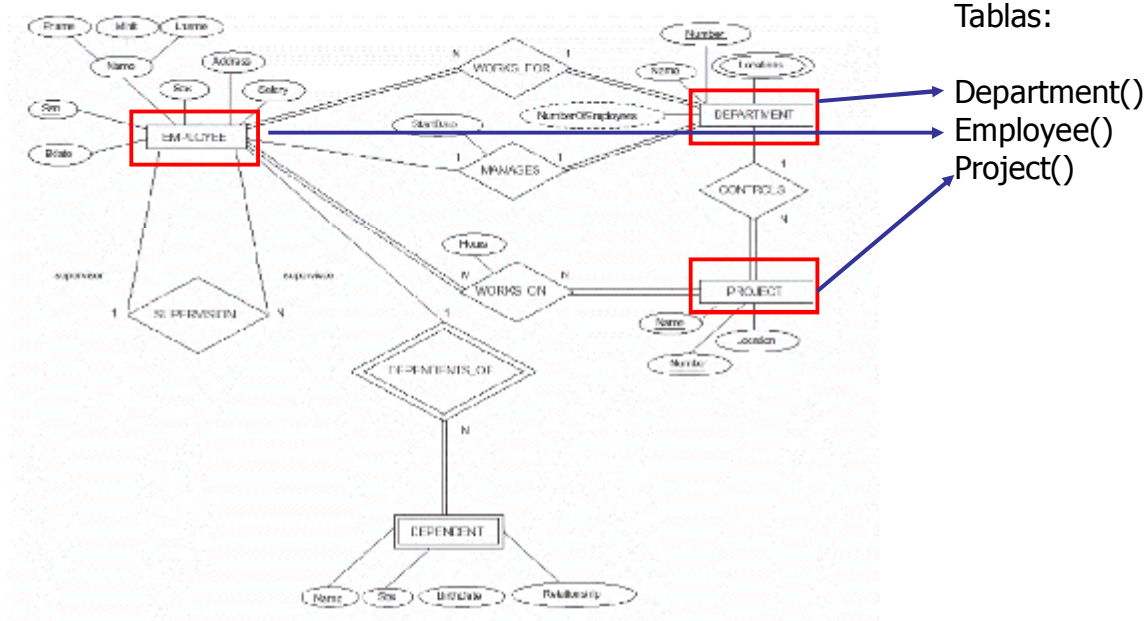 Tablas:
Department()
Employee()
Project()
Fname Minit Lname
Name
Address
Sex
Salary
Ssn
Bdate
EMPLOYEE
N WORKS_FOR 1
Number
Name
Locations
NumberOfEmployees
DEPARTMENT
StartDate
1 MANAGES 1
1
CONTROLS
N
Hours
N WORKS_ON N
PROJECT
Name
Number
Location
supervisor
supervisee
1 SUPERVISION N
1
DEPENDENTS_OF
N
DEPENDENT
Name Sex BirthDate Relationship